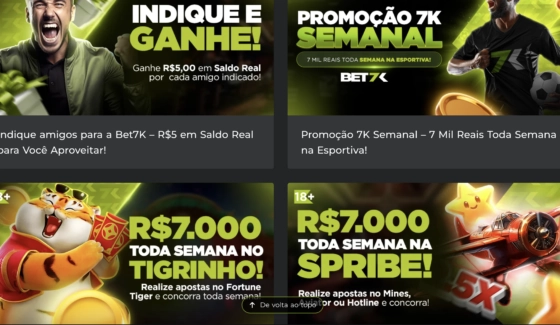 INDIQUE E
GANHE!
Ganhe R$5,00 em Saldo Real
por cada amigo indicado!
PROMOÇÃO 7K
SEMANAL
7 MIL REAIS TODA SEMANA NA ESPORTIVA!
BET7K
7K
ndique amigos para a Bet7K – R$5 em Saldo Real
para Você Aproveitar!
Promoção 7K Semanal – 7 Mil Reais Toda Semana
na Esportiva!
8+
R$7.000
TODA SEMANA NO
TIGRINHO!
Realize apostas no Fortune
Tiger e concorra toda semana!
18+
R$7.000
TODA SEMANA NA
SPRIBE!
Realize apostas no Mines,
or ou Hotline e concorra!
5X
De volta ao topo